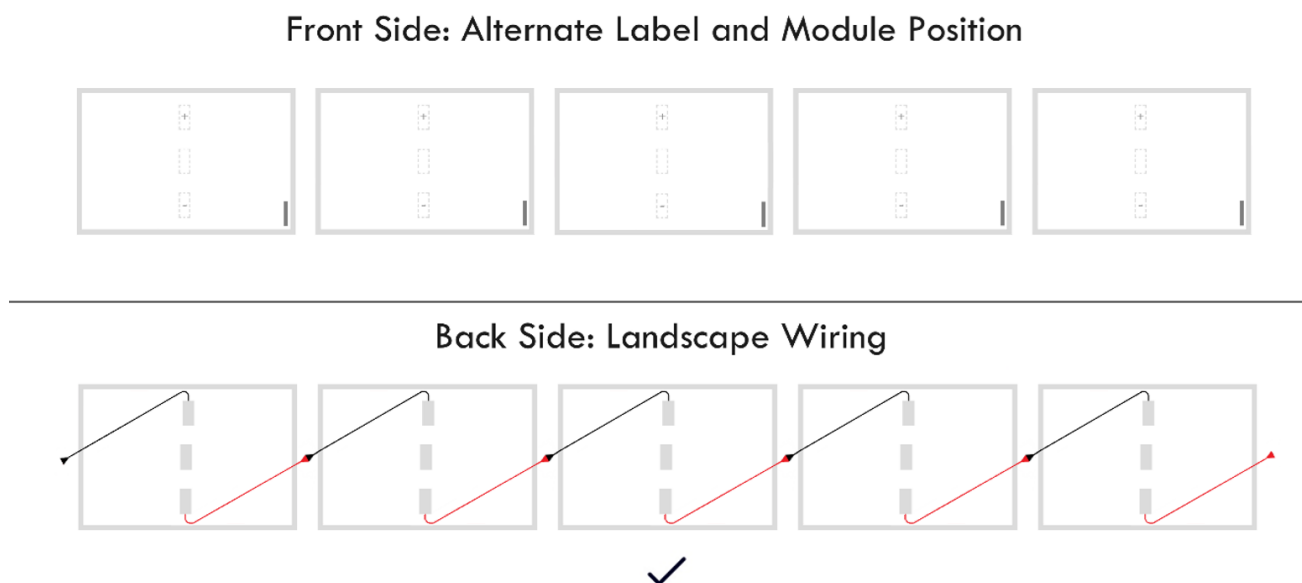 Front Side: Alternate Label and Module Position
+ + + + +
- - - - -
Back Side: Landscape Wiring